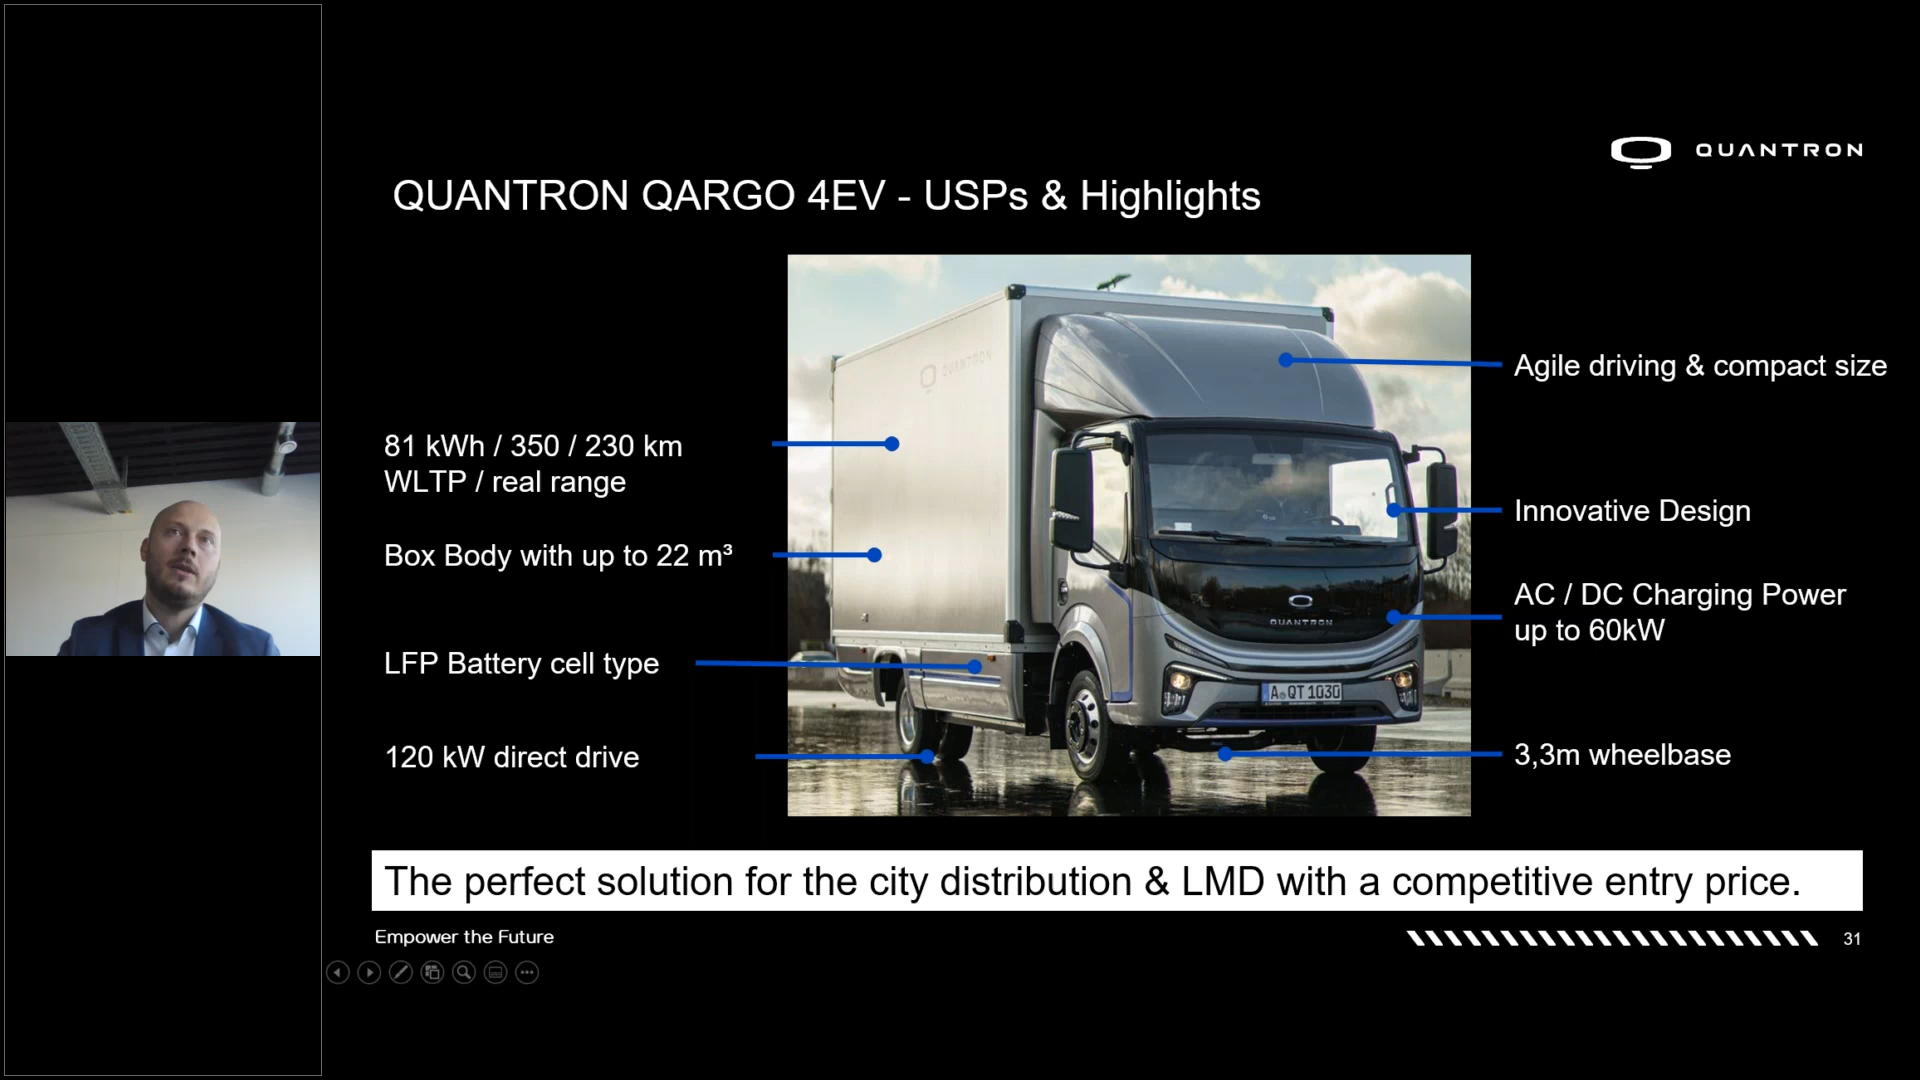 QUANTRON
QUANTRON QARGO 4EV - USPs & Highlights
81 kWh / 350 / 230 km
WLTP / real range
Box Body with up to 22 m³
LFP Battery cell type
120 kW direct drive
QUANTRON
QUANTRON
A QT 1030
Agile driving & compact size
Innovative Design
AC / DC Charging Power
up to 60kW
3,3m wheelbase
The perfect solution for the city distribution & LMD with a competitive entry price.
Empower the Future
31